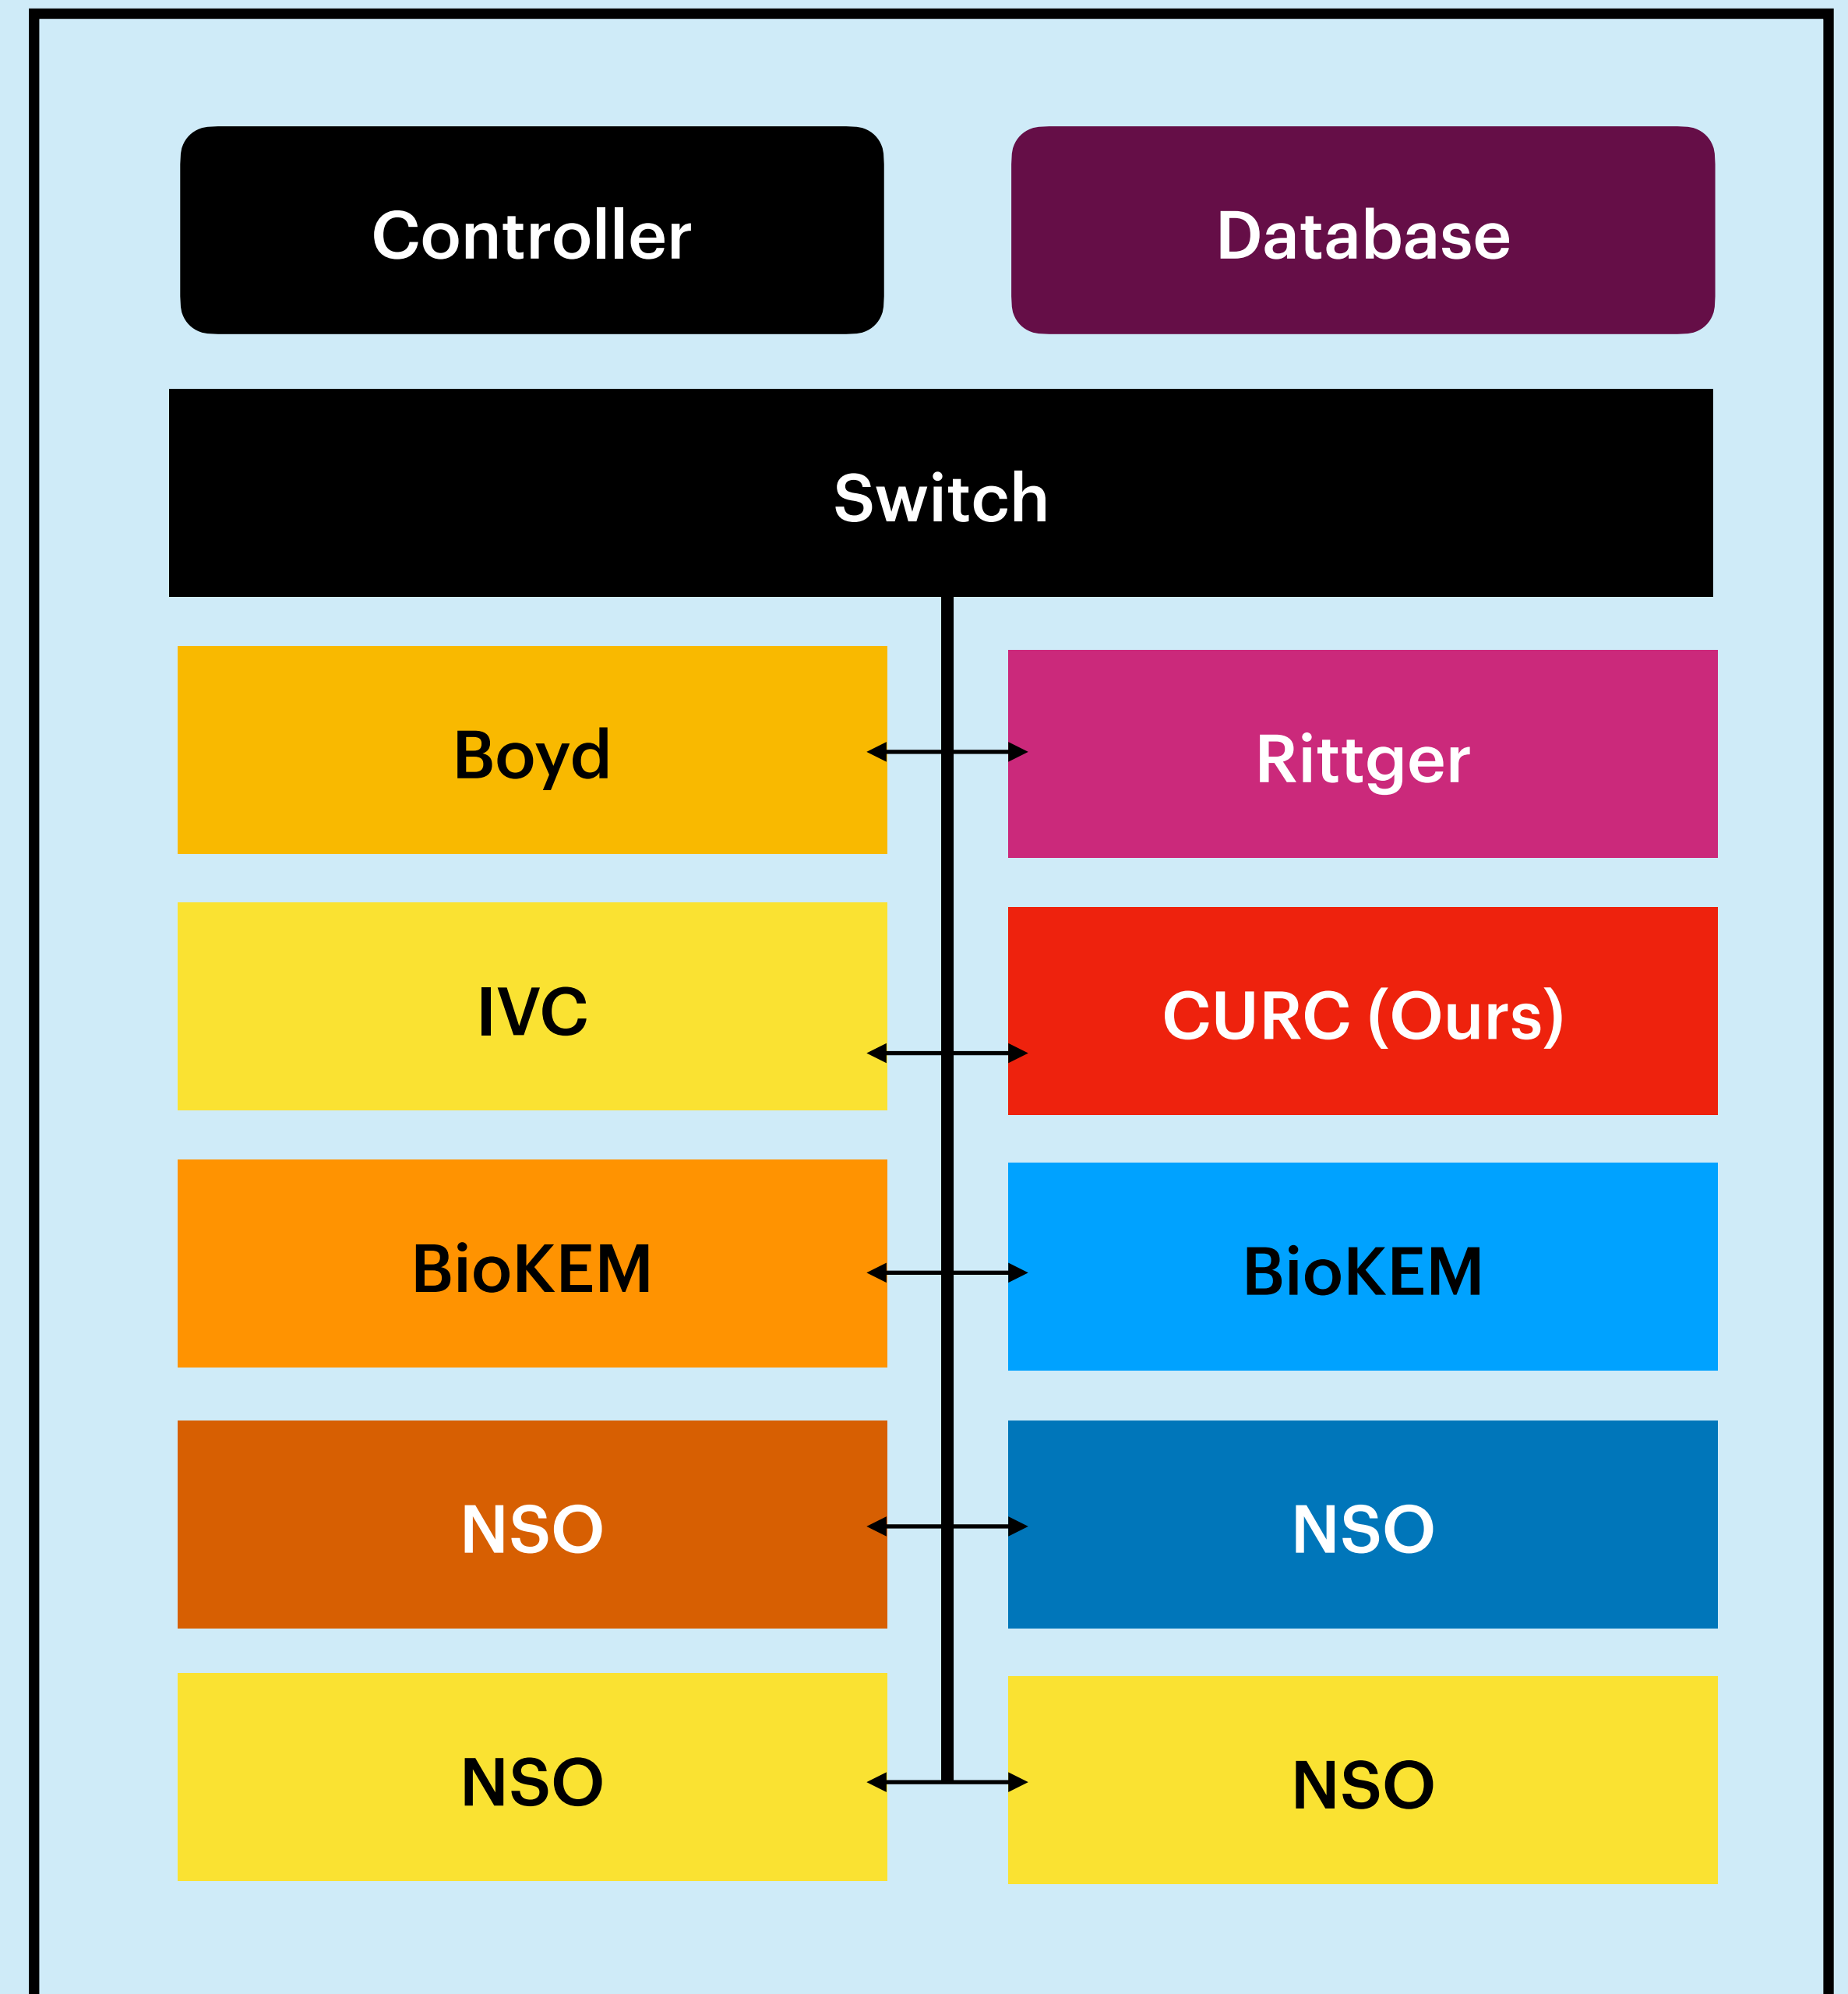 Controller
Database
Switch
Boyd
Rittger
IVC
CURC (Ours)
BioKEM
BioKEM
NSO
NSO
NSO
NSO